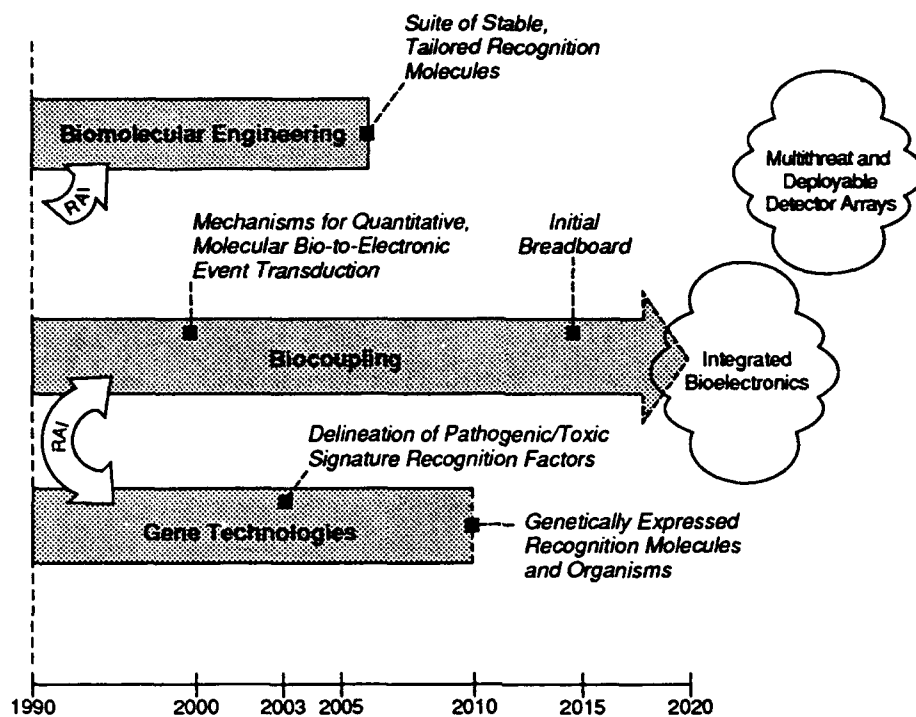 Suite of Stable,
Tailored Recognition
Molecules
Biomolecular Engineering
RAI
Multithreat and
Deployable
Detector Arrays
Mechanisms for Quantitative,
Molecular Bio-to-Electronic
Event Transduction
Initial
Breadboard
Biocoupling
Integrated
Bioelectronics
RAI
Delineation of Pathogenic/Toxic
Signature Recognition Factors
Gene Technologies
Genetically Expressed
Recognition Molecules
and Organisms
1990 2000 2003 2005 2010 2015 2020